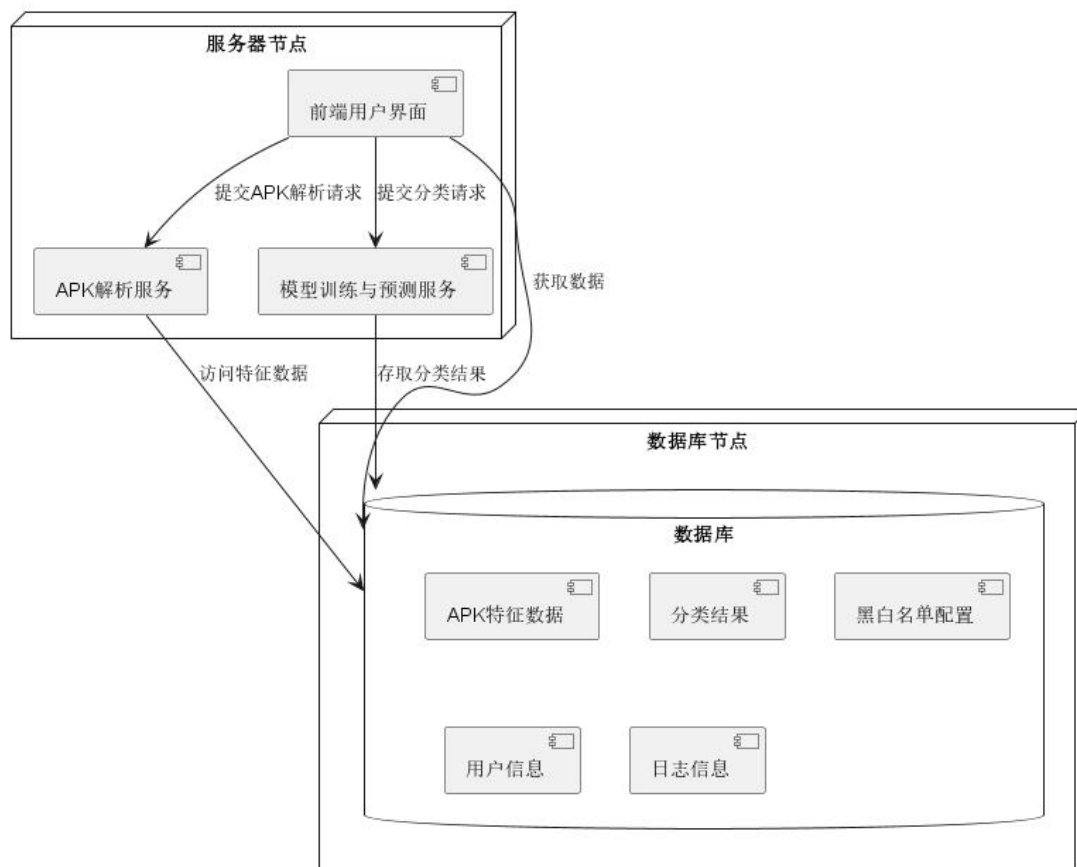 服务器节点
前端用户界面
提交APK解析请求
提交分类请求
APK解析服务
模型训练与预测服务
获取数据
访问特征数据
存取分类结果
数据库节点
数据库
APK特征数据
分类结果
黑白名单配置
用户信息
日志信息